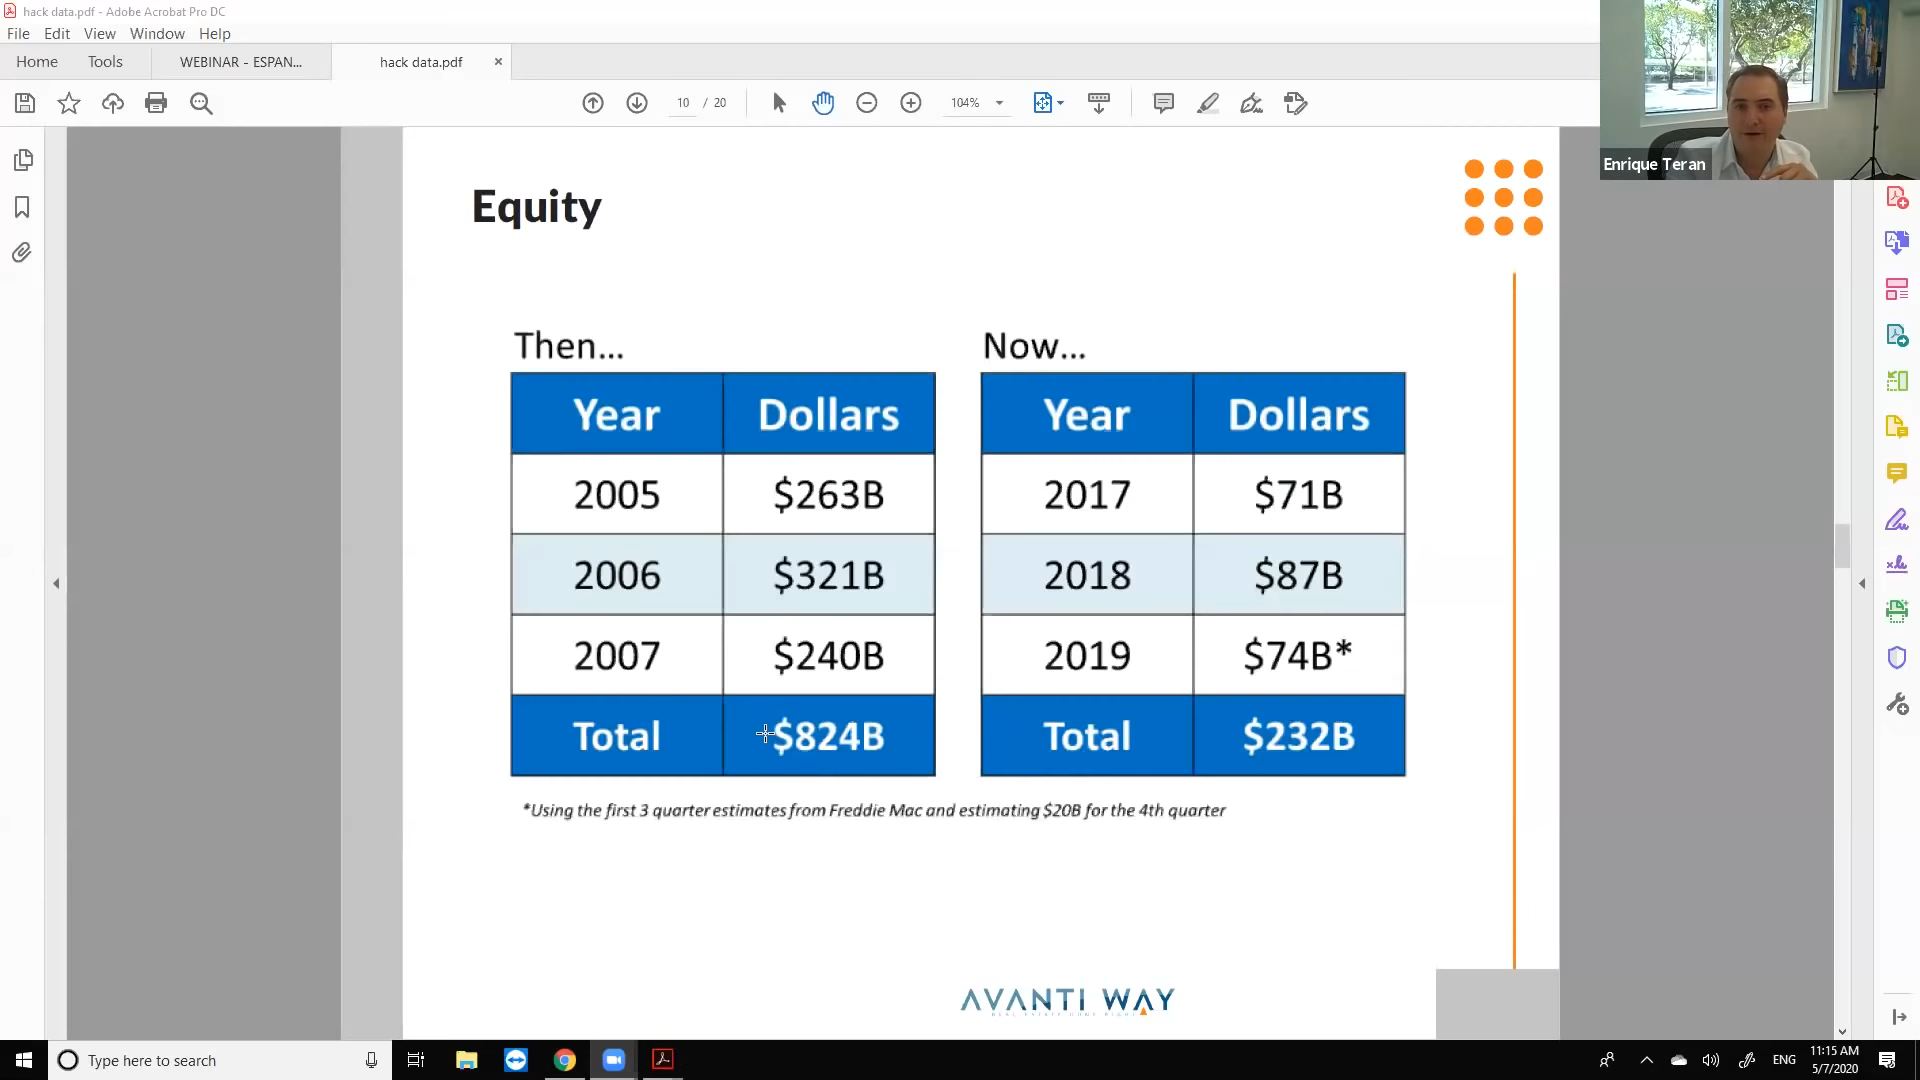 hack data.pdf - Adobe Acrobat Pro DC
File Edit View Window Help
Home Tools WEBINAR - ESPAN... hack data.pdf ×
10 / 20 104%
Enrique Teran
Equity
Then...
Year Dollars
2005 $263B
2006 $321B
2007 $240B
Total $824B
Now...
Year Dollars
2017 $71B
2018 $87B
2019 $74B*
Total $232B
*Using the first 3 quarter estimates from Freddie Mac and estimating $20B for the 4th quarter
AVANTI WAY
Type here to search
ENG
11:15 AM
5/7/2020